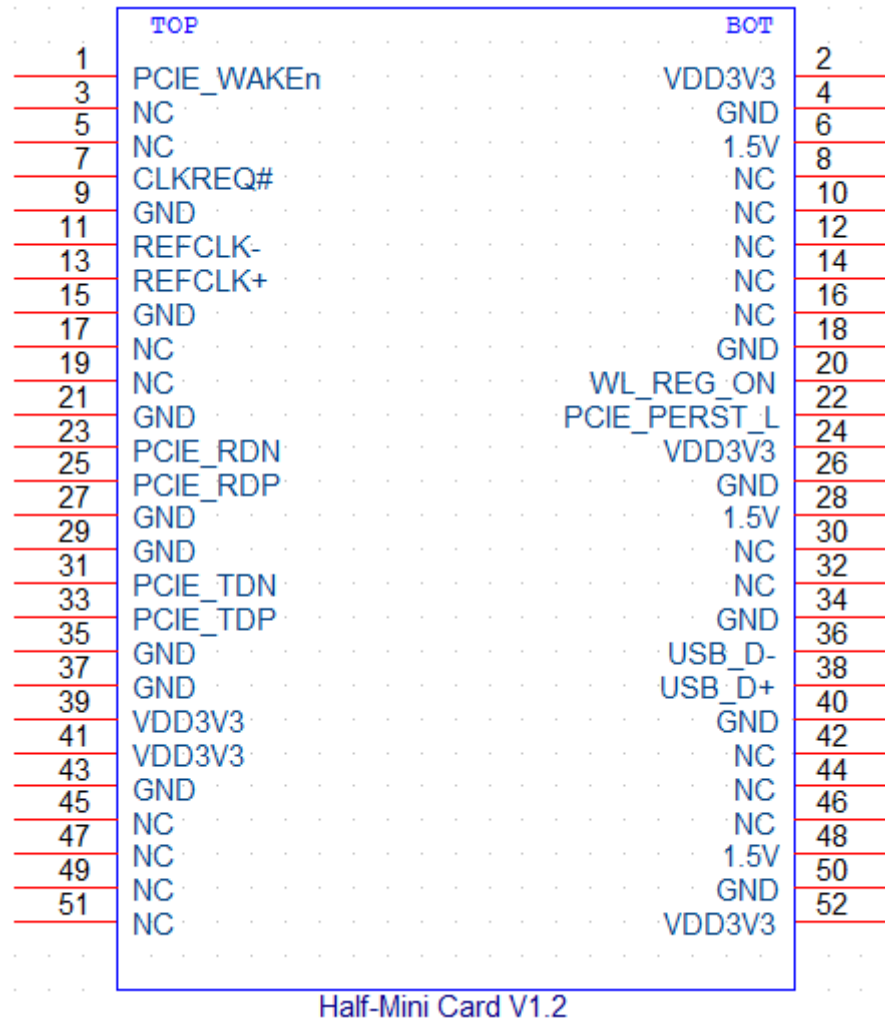 TOP BOT
1 PCIE_WAKEn VDD3V3 2
3 NC GND 4
5 NC 1.5V 6
7 CLKREQ# NC 8
9 GND NC 10
11 REFCLK- NC 12
13 REFCLK+ NC 14
15 GND NC 16
17 NC GND 18
19 NC WL_REG_ON 20
21 GND PCIE_PERST_L 22
23 PCIE_RDN VDD3V3 24
25 PCIE_RDP GND 26
27 GND 1.5V 28
29 GND NC 30
31 PCIE_TDN NC 32
33 PCIE_TDP GND 34
35 GND USB_D- 36
37 GND USB_D+ 38
39 VDD3V3 GND 40
41 VDD3V3 NC 42
43 GND NC 44
45 NC NC 46
47 NC 1.5V 48
49 NC GND 50
51 NC VDD3V3 52
Half-Mini Card V1.2